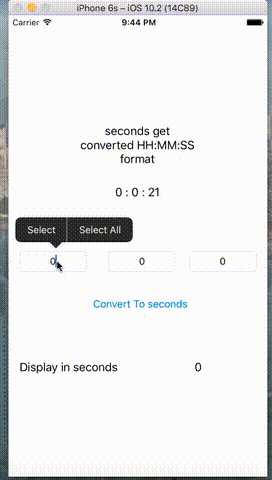 iPhone 6s – iOS 10.2 (14C89)
Carrier 9:44 PM
seconds get
converted HH:MM:SS
format
0 : 0 : 21
Select Select All
0 0 0
Convert To seconds
Display in seconds 0